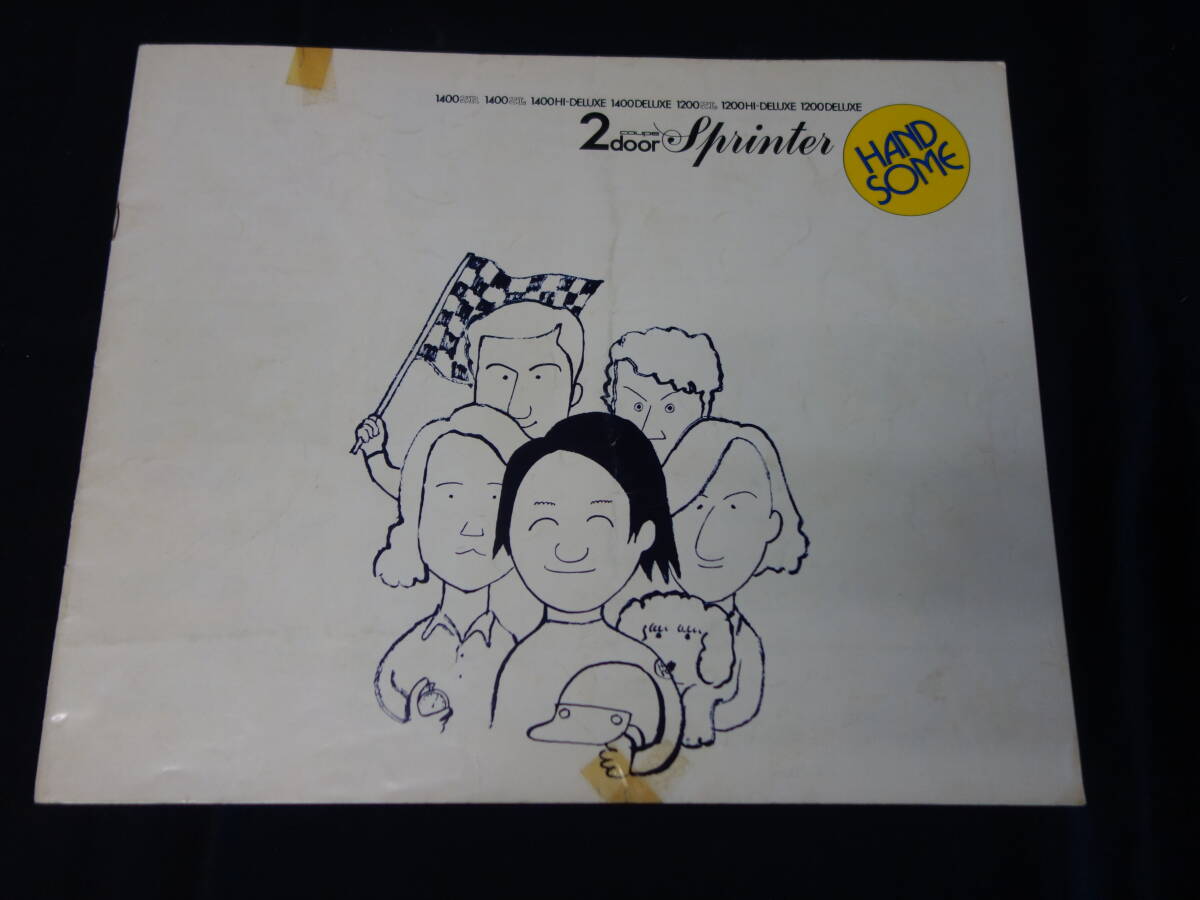 1400SR 1400SL 1400HI-DELUXE 1400DELUXE 1200SL 1200HI-DELUXE 1200DELUXE
2door coupe Sprinter
HAND
SOME